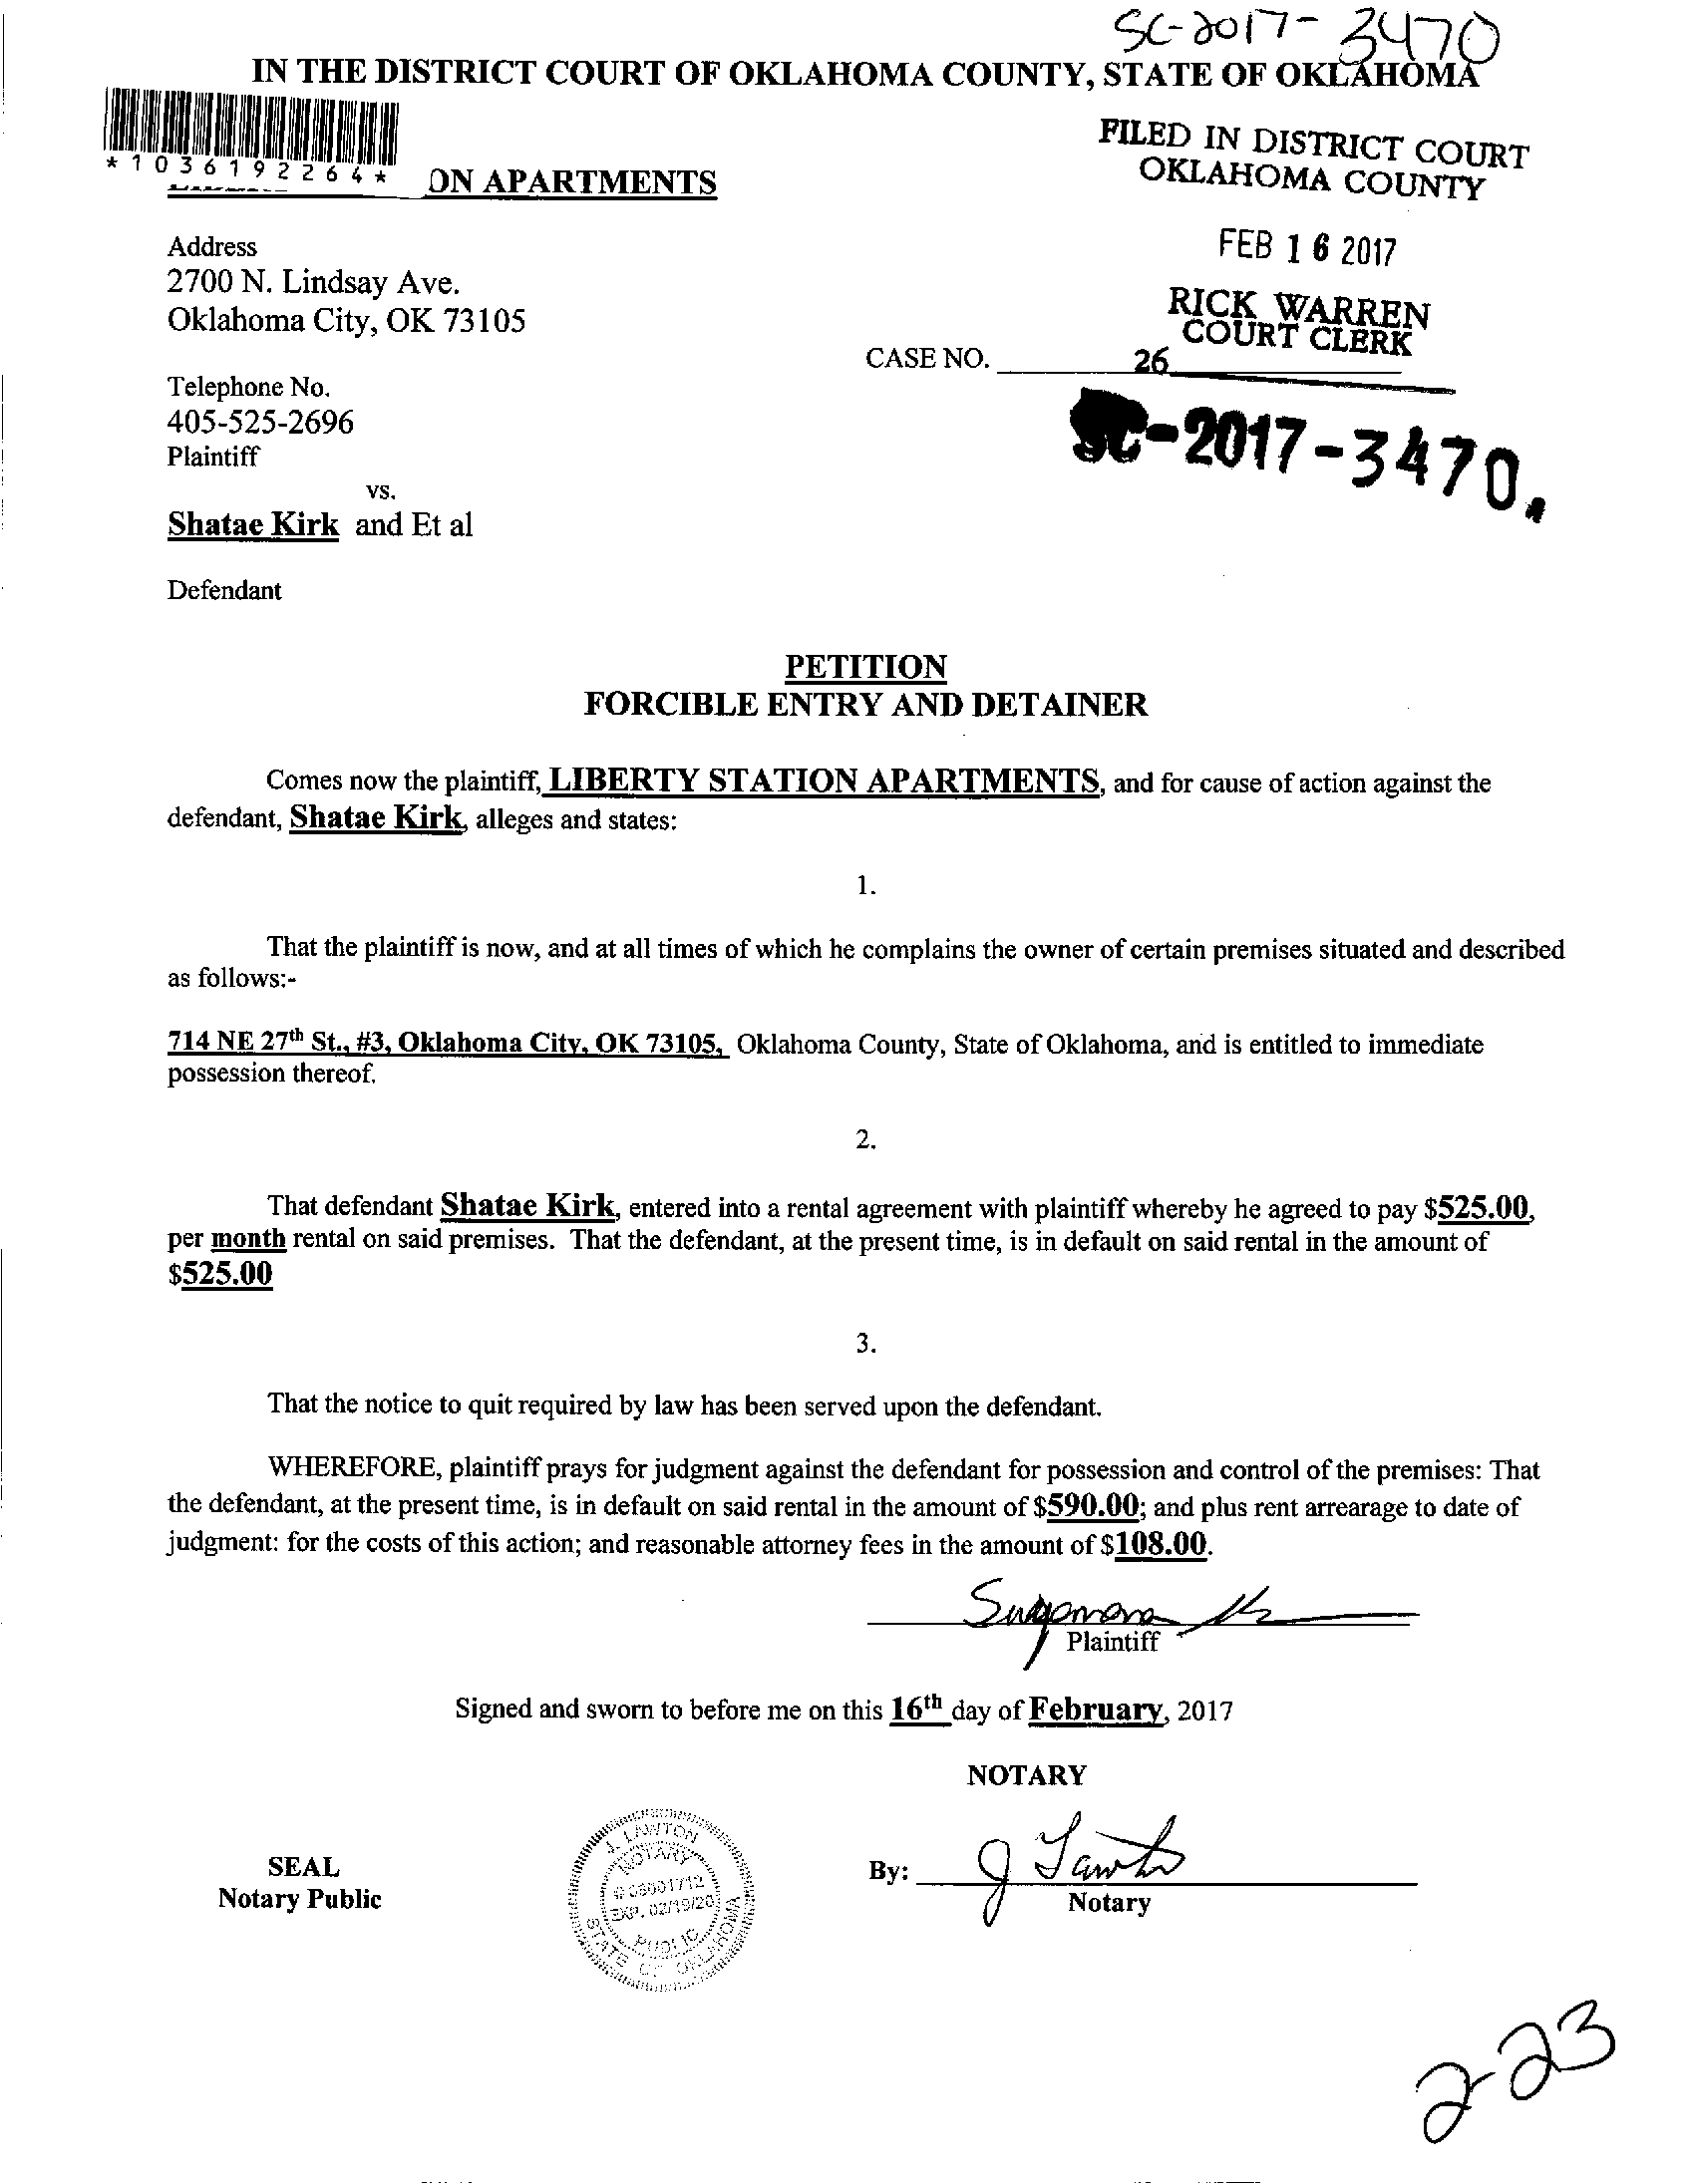 SC-2017-3470
IN THE DISTRICT COURT OF OKLAHOMA COUNTY, STATE OF OKLAHOMA
FILED IN DISTRICT COURT
OKLAHOMA COUNTY
*1036192264*
ON APARTMENTS
FEB 16 2017
Address
2700 N. Lindsay Ave.
Oklahoma City, OK 73105
RICK WARREN
COURT CLERK
CASE NO. 26
Telephone No.
405-525-2696
SC-2017-3470.
Plaintiff
vs.
Shatae Kirk and Et al
Defendant
PETITION
FORCIBLE ENTRY AND DETAINER
Comes now the plaintiff, LIBERTY STATION APARTMENTS, and for cause of action against the
defendant, Shatae Kirk, alleges and states:
1.
That the plaintiff is now, and at all times of which he complains the owner of certain premises situated and described
as follows:-
714 NE 27th St., #3, Oklahoma City, OK 73105, Oklahoma County, State of Oklahoma, and is entitled to immediate
possession thereof.
2.
That defendant Shatae Kirk, entered into a rental agreement with plaintiff whereby he agreed to pay $525.00,
per month rental on said premises. That the defendant, at the present time, is in default on said rental in the amount of
$525.00
3.
That the notice to quit required by law has been served upon the defendant.
WHEREFORE, plaintiff prays for judgment against the defendant for possession and control of the premises: That
the defendant, at the present time, is in default on said rental in the amount of $590.00; and plus rent arrearage to date of
judgment: for the costs of this action; and reasonable attorney fees in the amount of $108.00.
Plaintiff
Signed and sworn to before me on this 16th day of February, 2017
NOTARY
J. LAWTON
NOTARY
EXP. 02/19/20
PUBLIC
STATE OF OKLAHOMA
SEAL
Notary Public
By: J Lawton
Notary
2-23